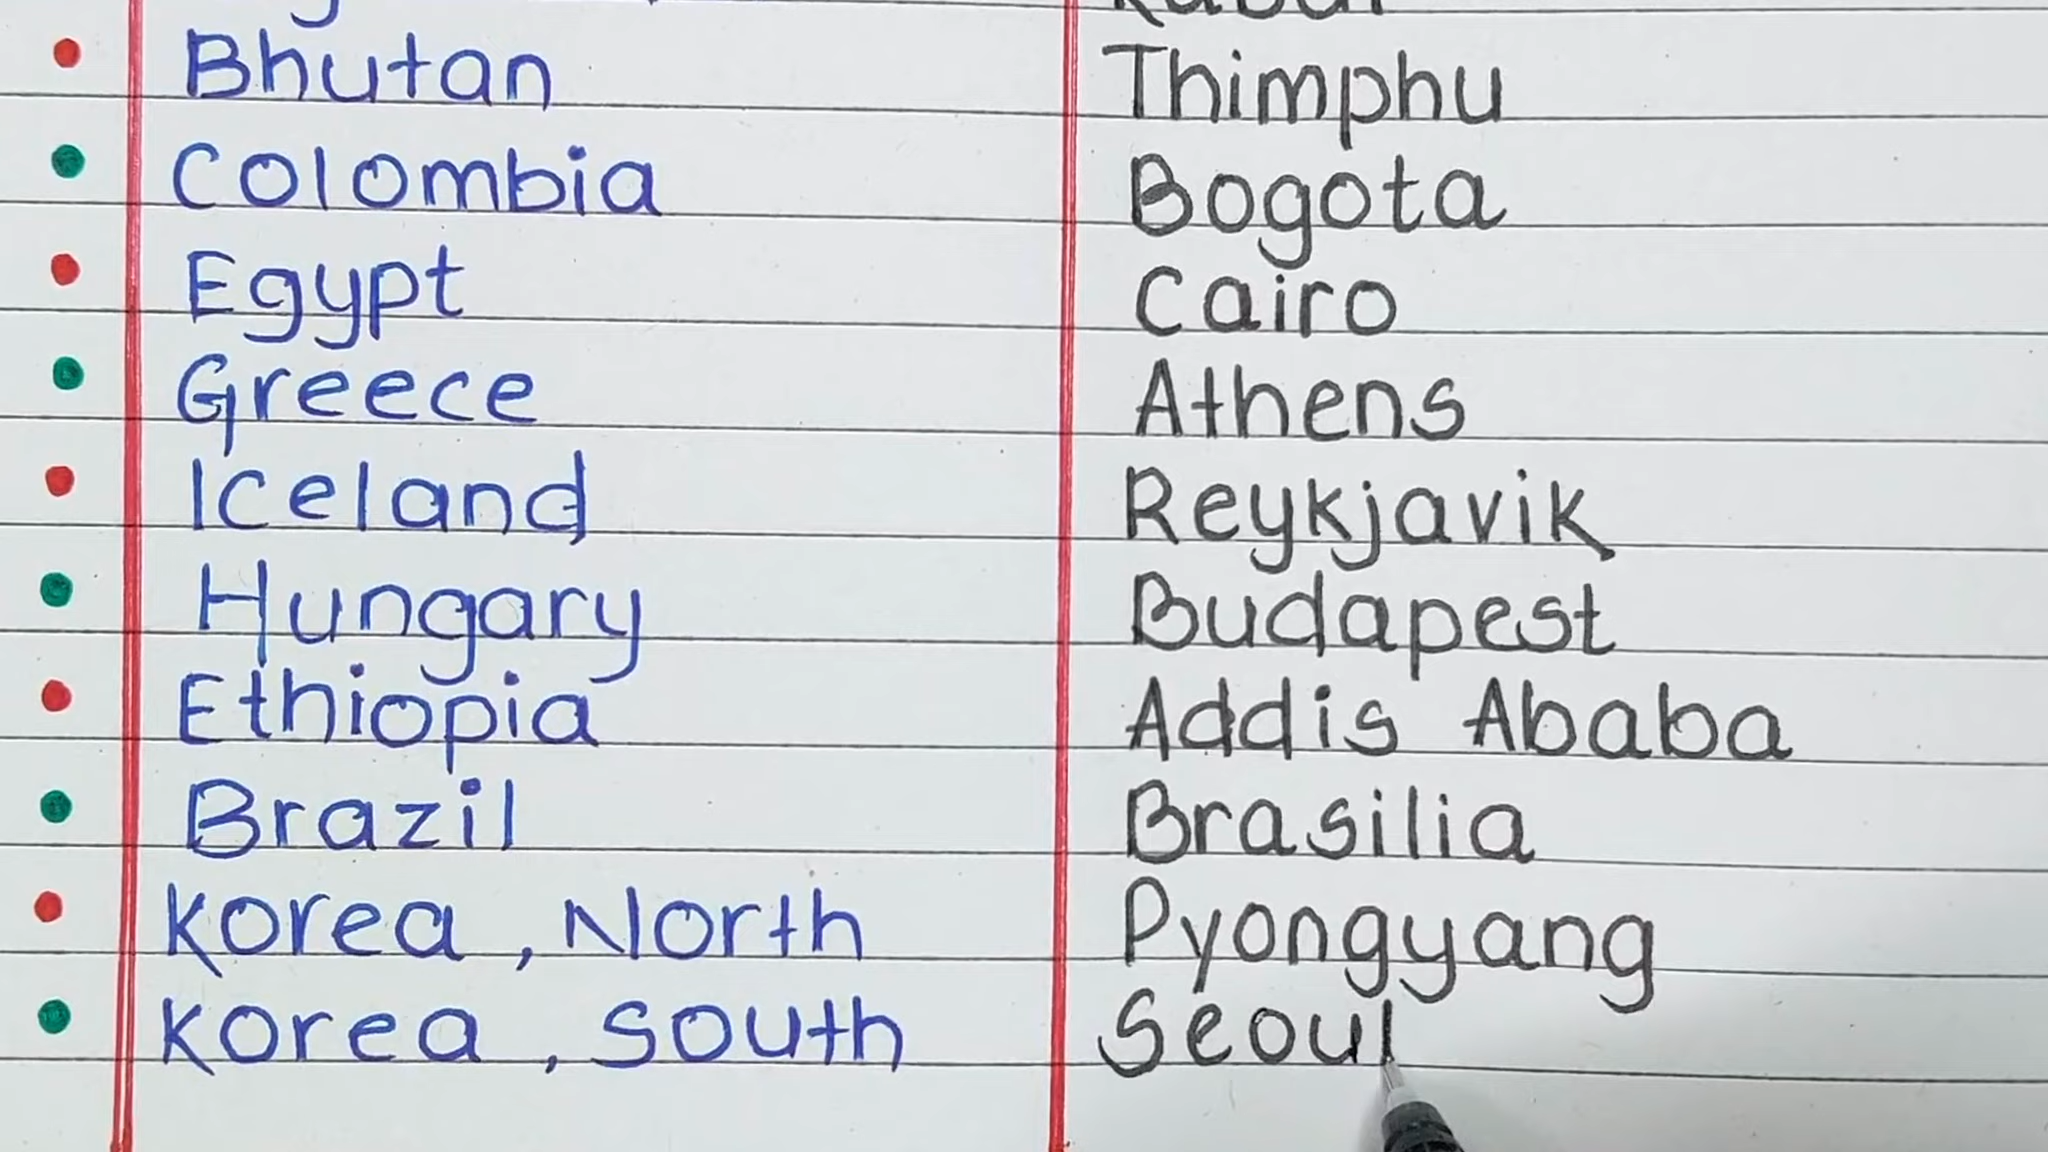 Bhutan Thimphu
Colombia Bogota
Egypt Cairo
Greece Athens
Iceland Reykjavik
Hungary Budapest
Ethiopia Addis Ababa
Brazil Brasilia
Korea , North Pyongyang
Korea , South Seoul